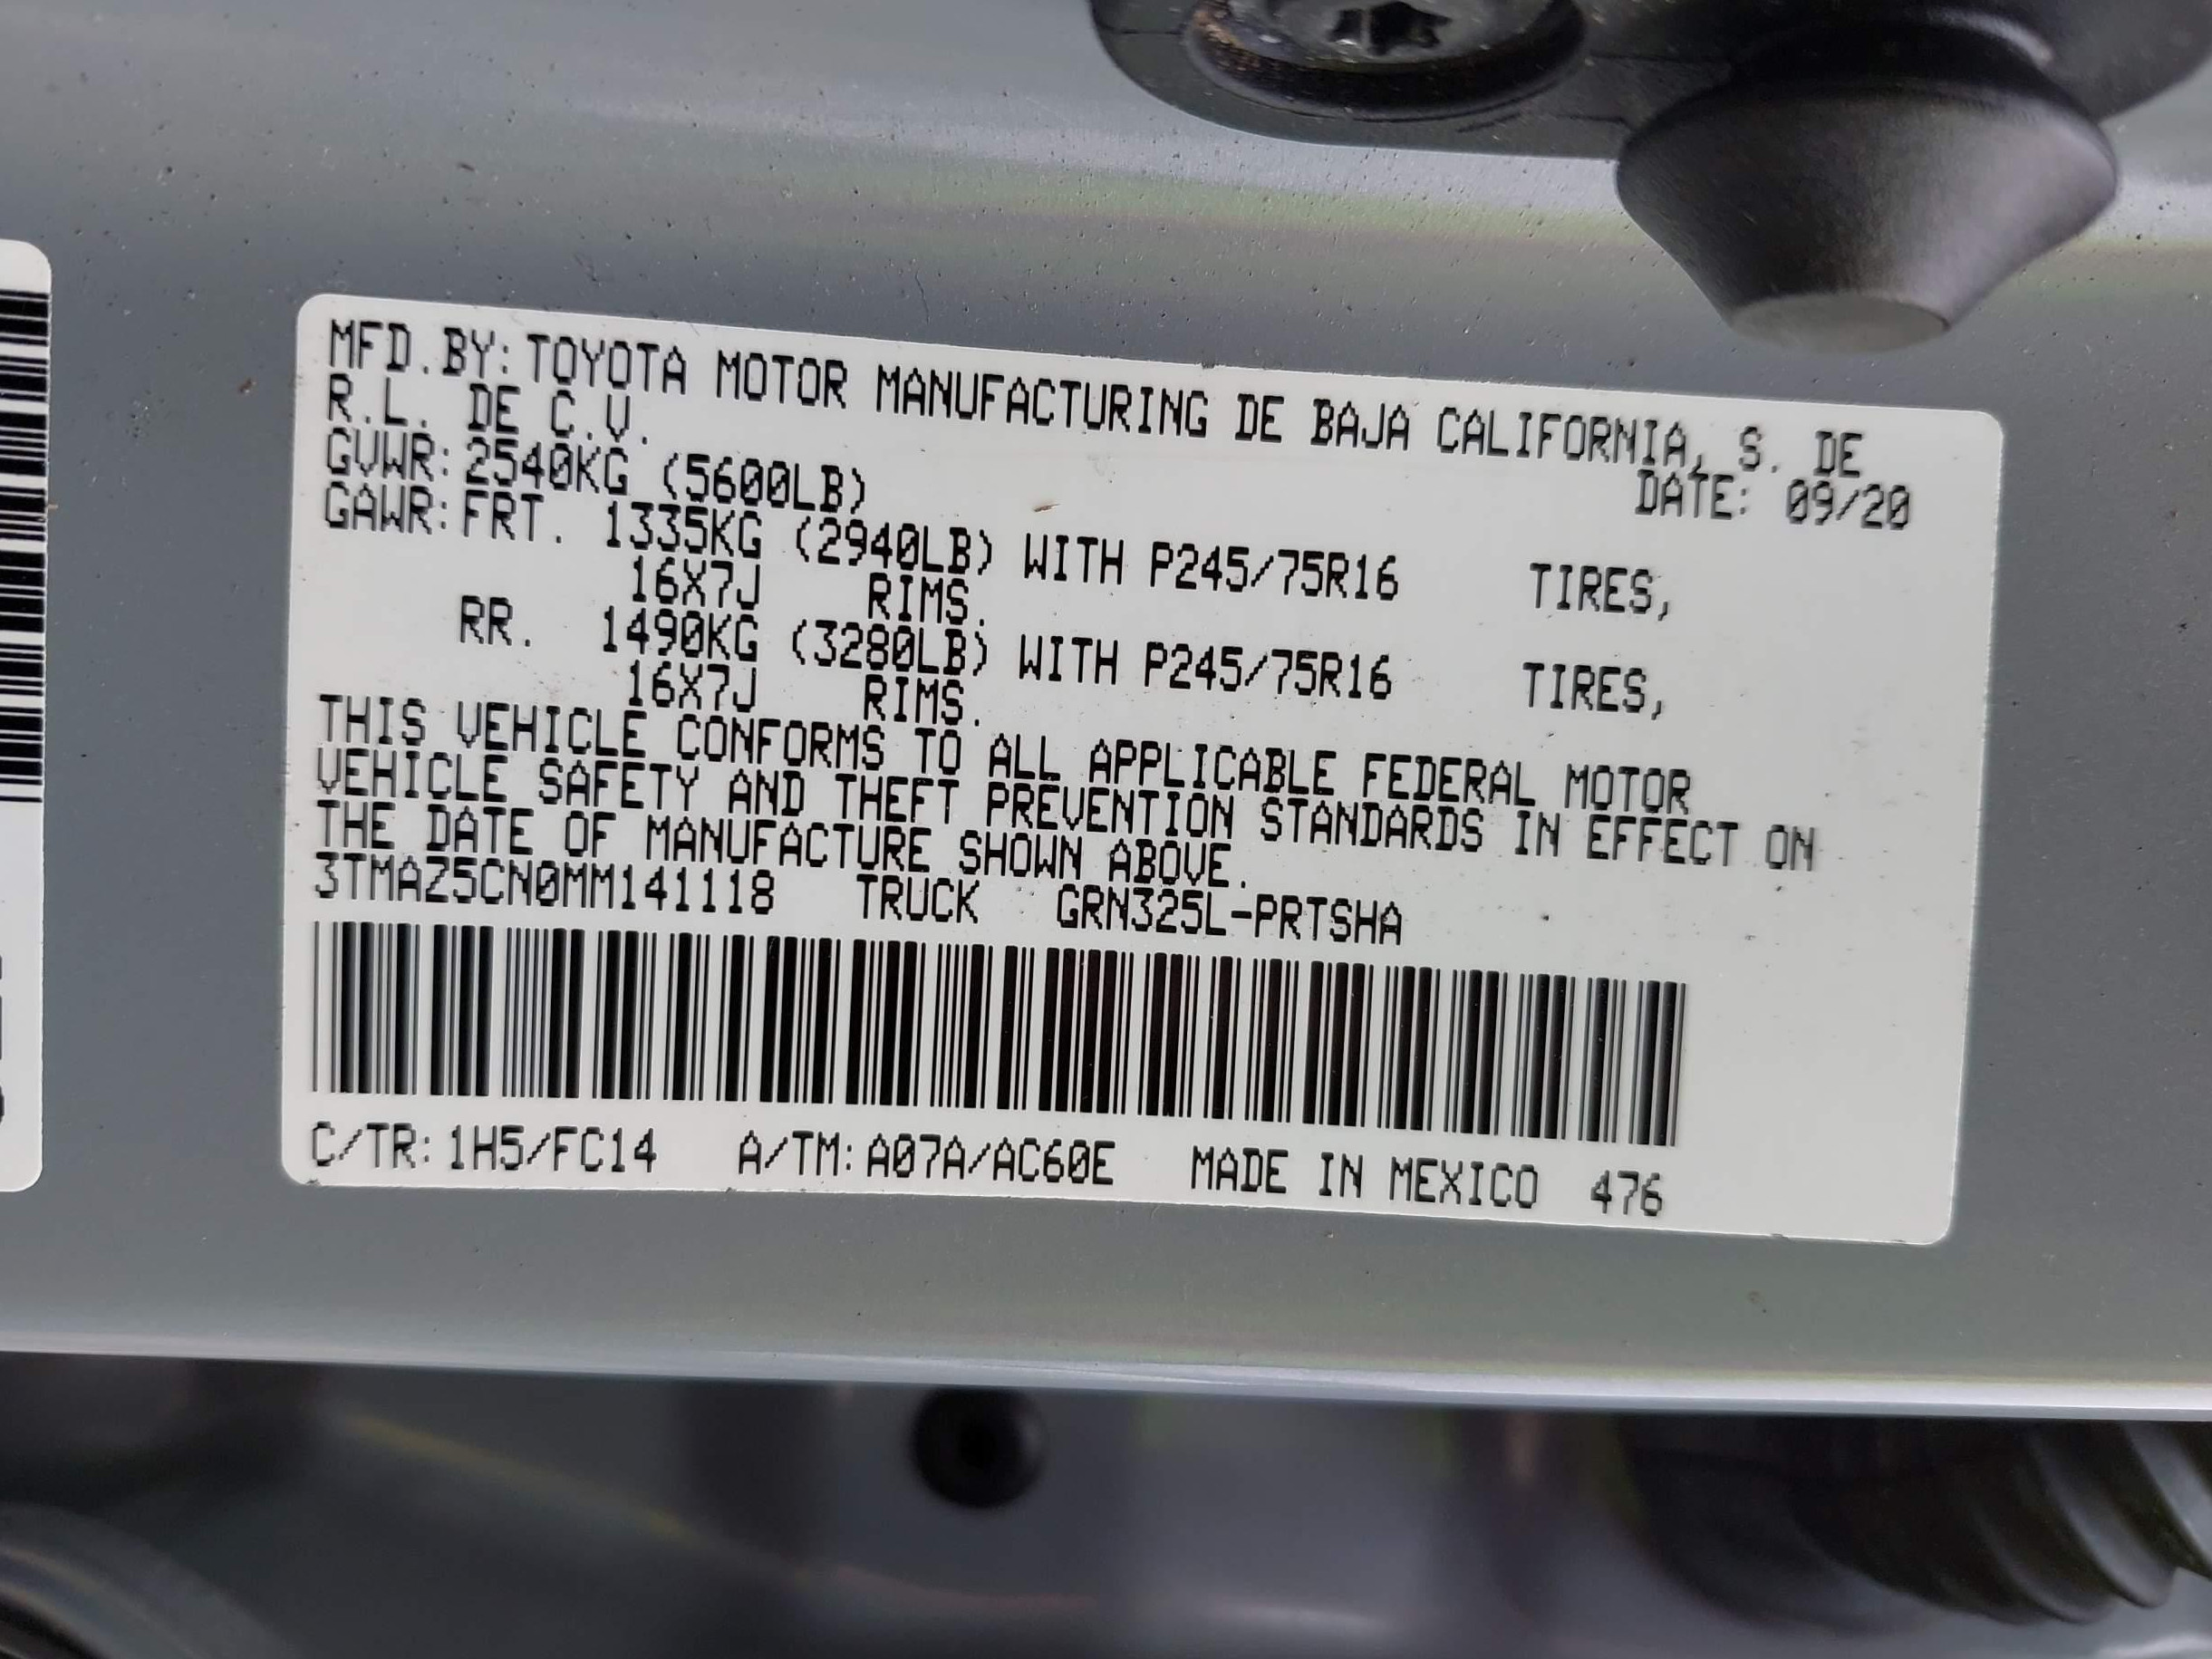 MFD.BY:TOYOTA MOTOR MANUFACTURING DE BAJA CALIFORNIA, S. DE
R.L. DE C.V.
GVWR:2540KG (5600LB) DATE: 09/20
GAWR:FRT. 1335KG (2940LB) WITH P245/75R16 TIRES,
16X7J RIMS.
RR. 1490KG (3280LB) WITH P245/75R16 TIRES,
16X7J RIMS.
THIS VEHICLE CONFORMS TO ALL APPLICABLE FEDERAL MOTOR
VEHICLE SAFETY AND THEFT PREVENTION STANDARDS IN EFFECT ON
THE DATE OF MANUFACTURE SHOWN ABOVE.
3TMAZ5CN0MM141118 TRUCK GRN325L-PRTSHA
C/TR:1H5/FC14 A/TM:A07A/AC60E MADE IN MEXICO 476